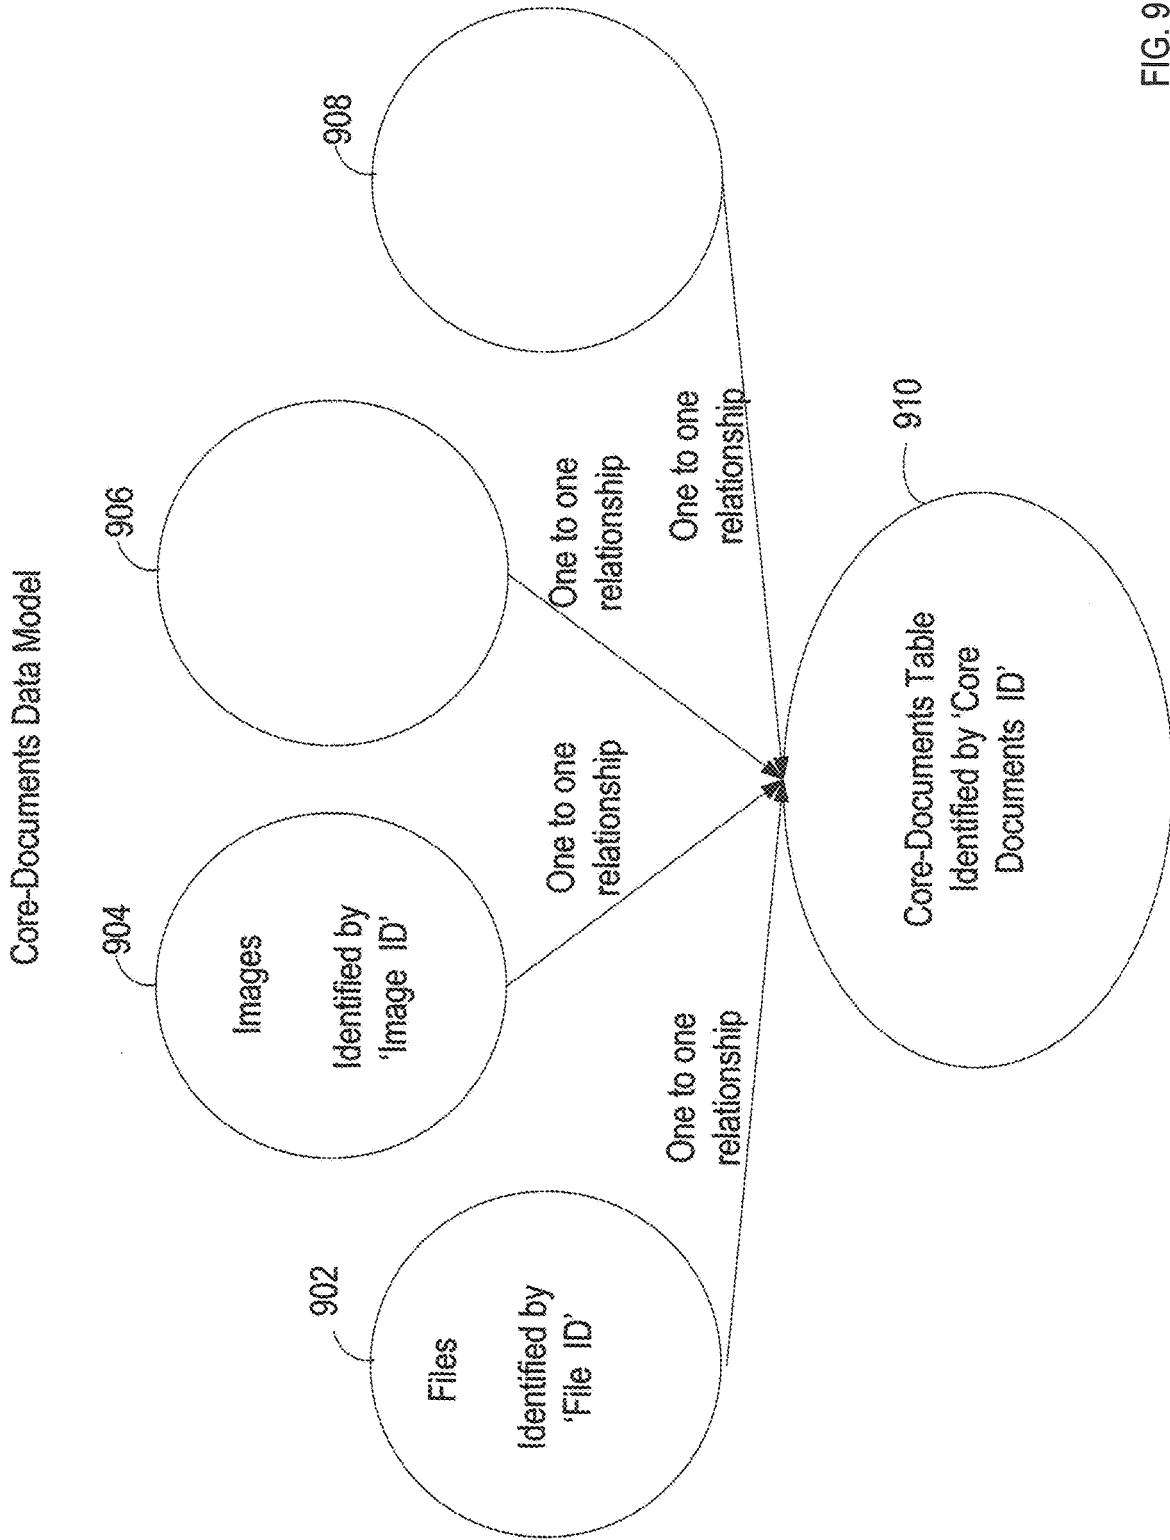 Core-Documents Data Model
904
906
902
908
Images
Identified by
'Image ID'
Files
Identified by
'File ID'
One to one
relationship
One to one
relationship
One to one
relationship
One to one
relationship
910
Core-Documents Table
Identified by 'Core
Documents ID'
FIG. 9